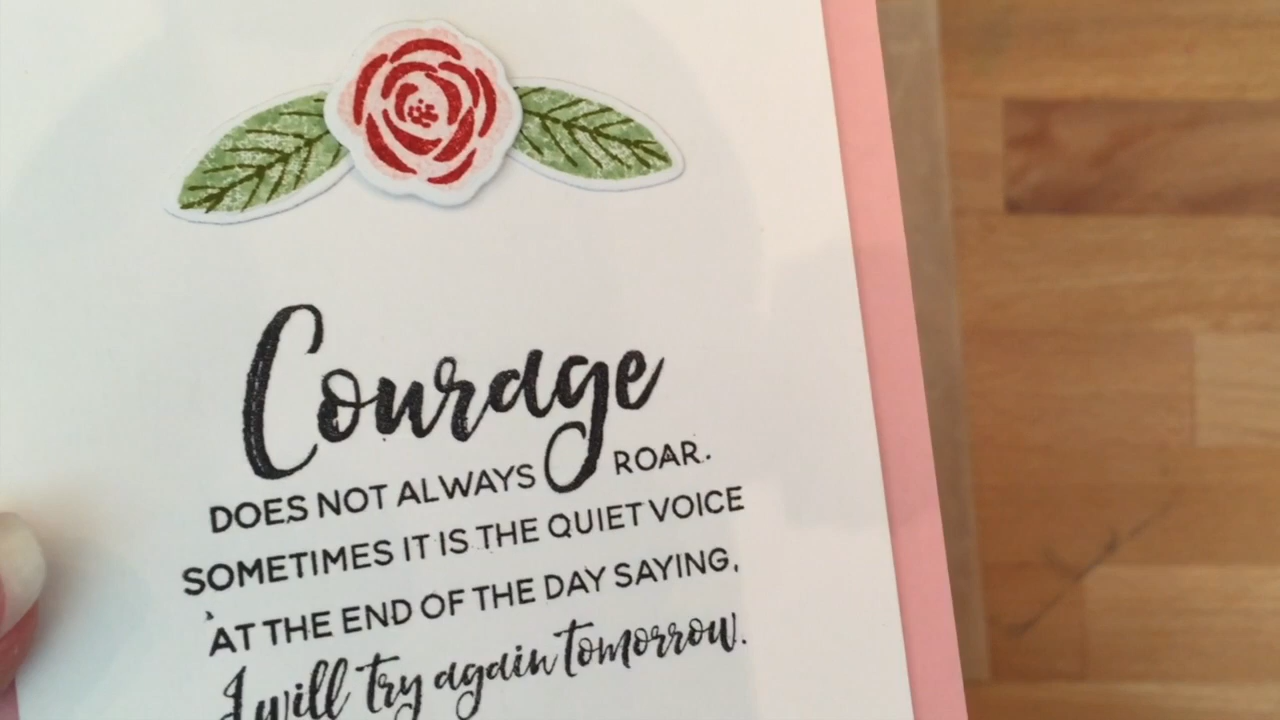 Courage
DOES NOT ALWAYS ROAR.
SOMETIMES IT IS THE QUIET VOICE
AT THE END OF THE DAY SAYING,
I will try again tomorrow.